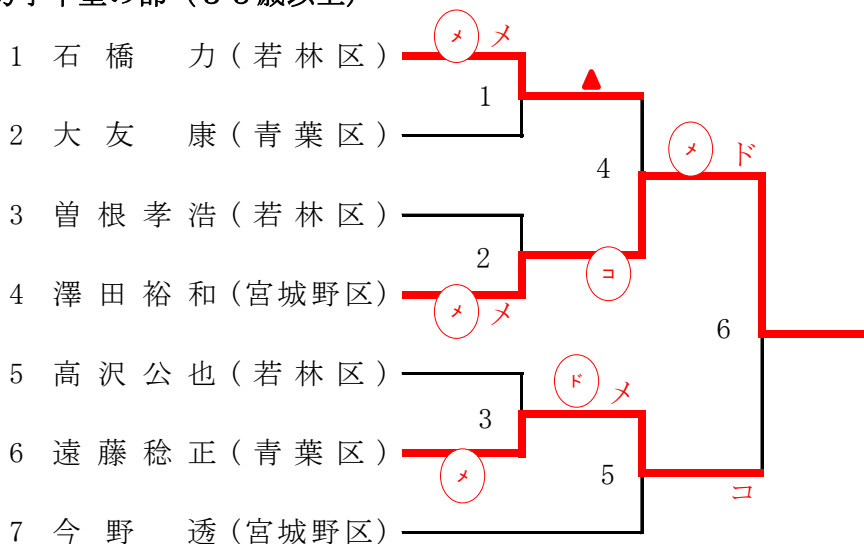 1 石橋 力(若林区) メ メ
1 ▲
2 大友 康(青葉区)
4 メ ド
3 曽根孝浩(若林区)
2 コ
4 澤田裕和(宮城野区) メ メ
6
5 高沢公也(若林区) ド メ
3
6 遠藤稔正(青葉区) メ
5 コ
7 今野 透(宮城野区)